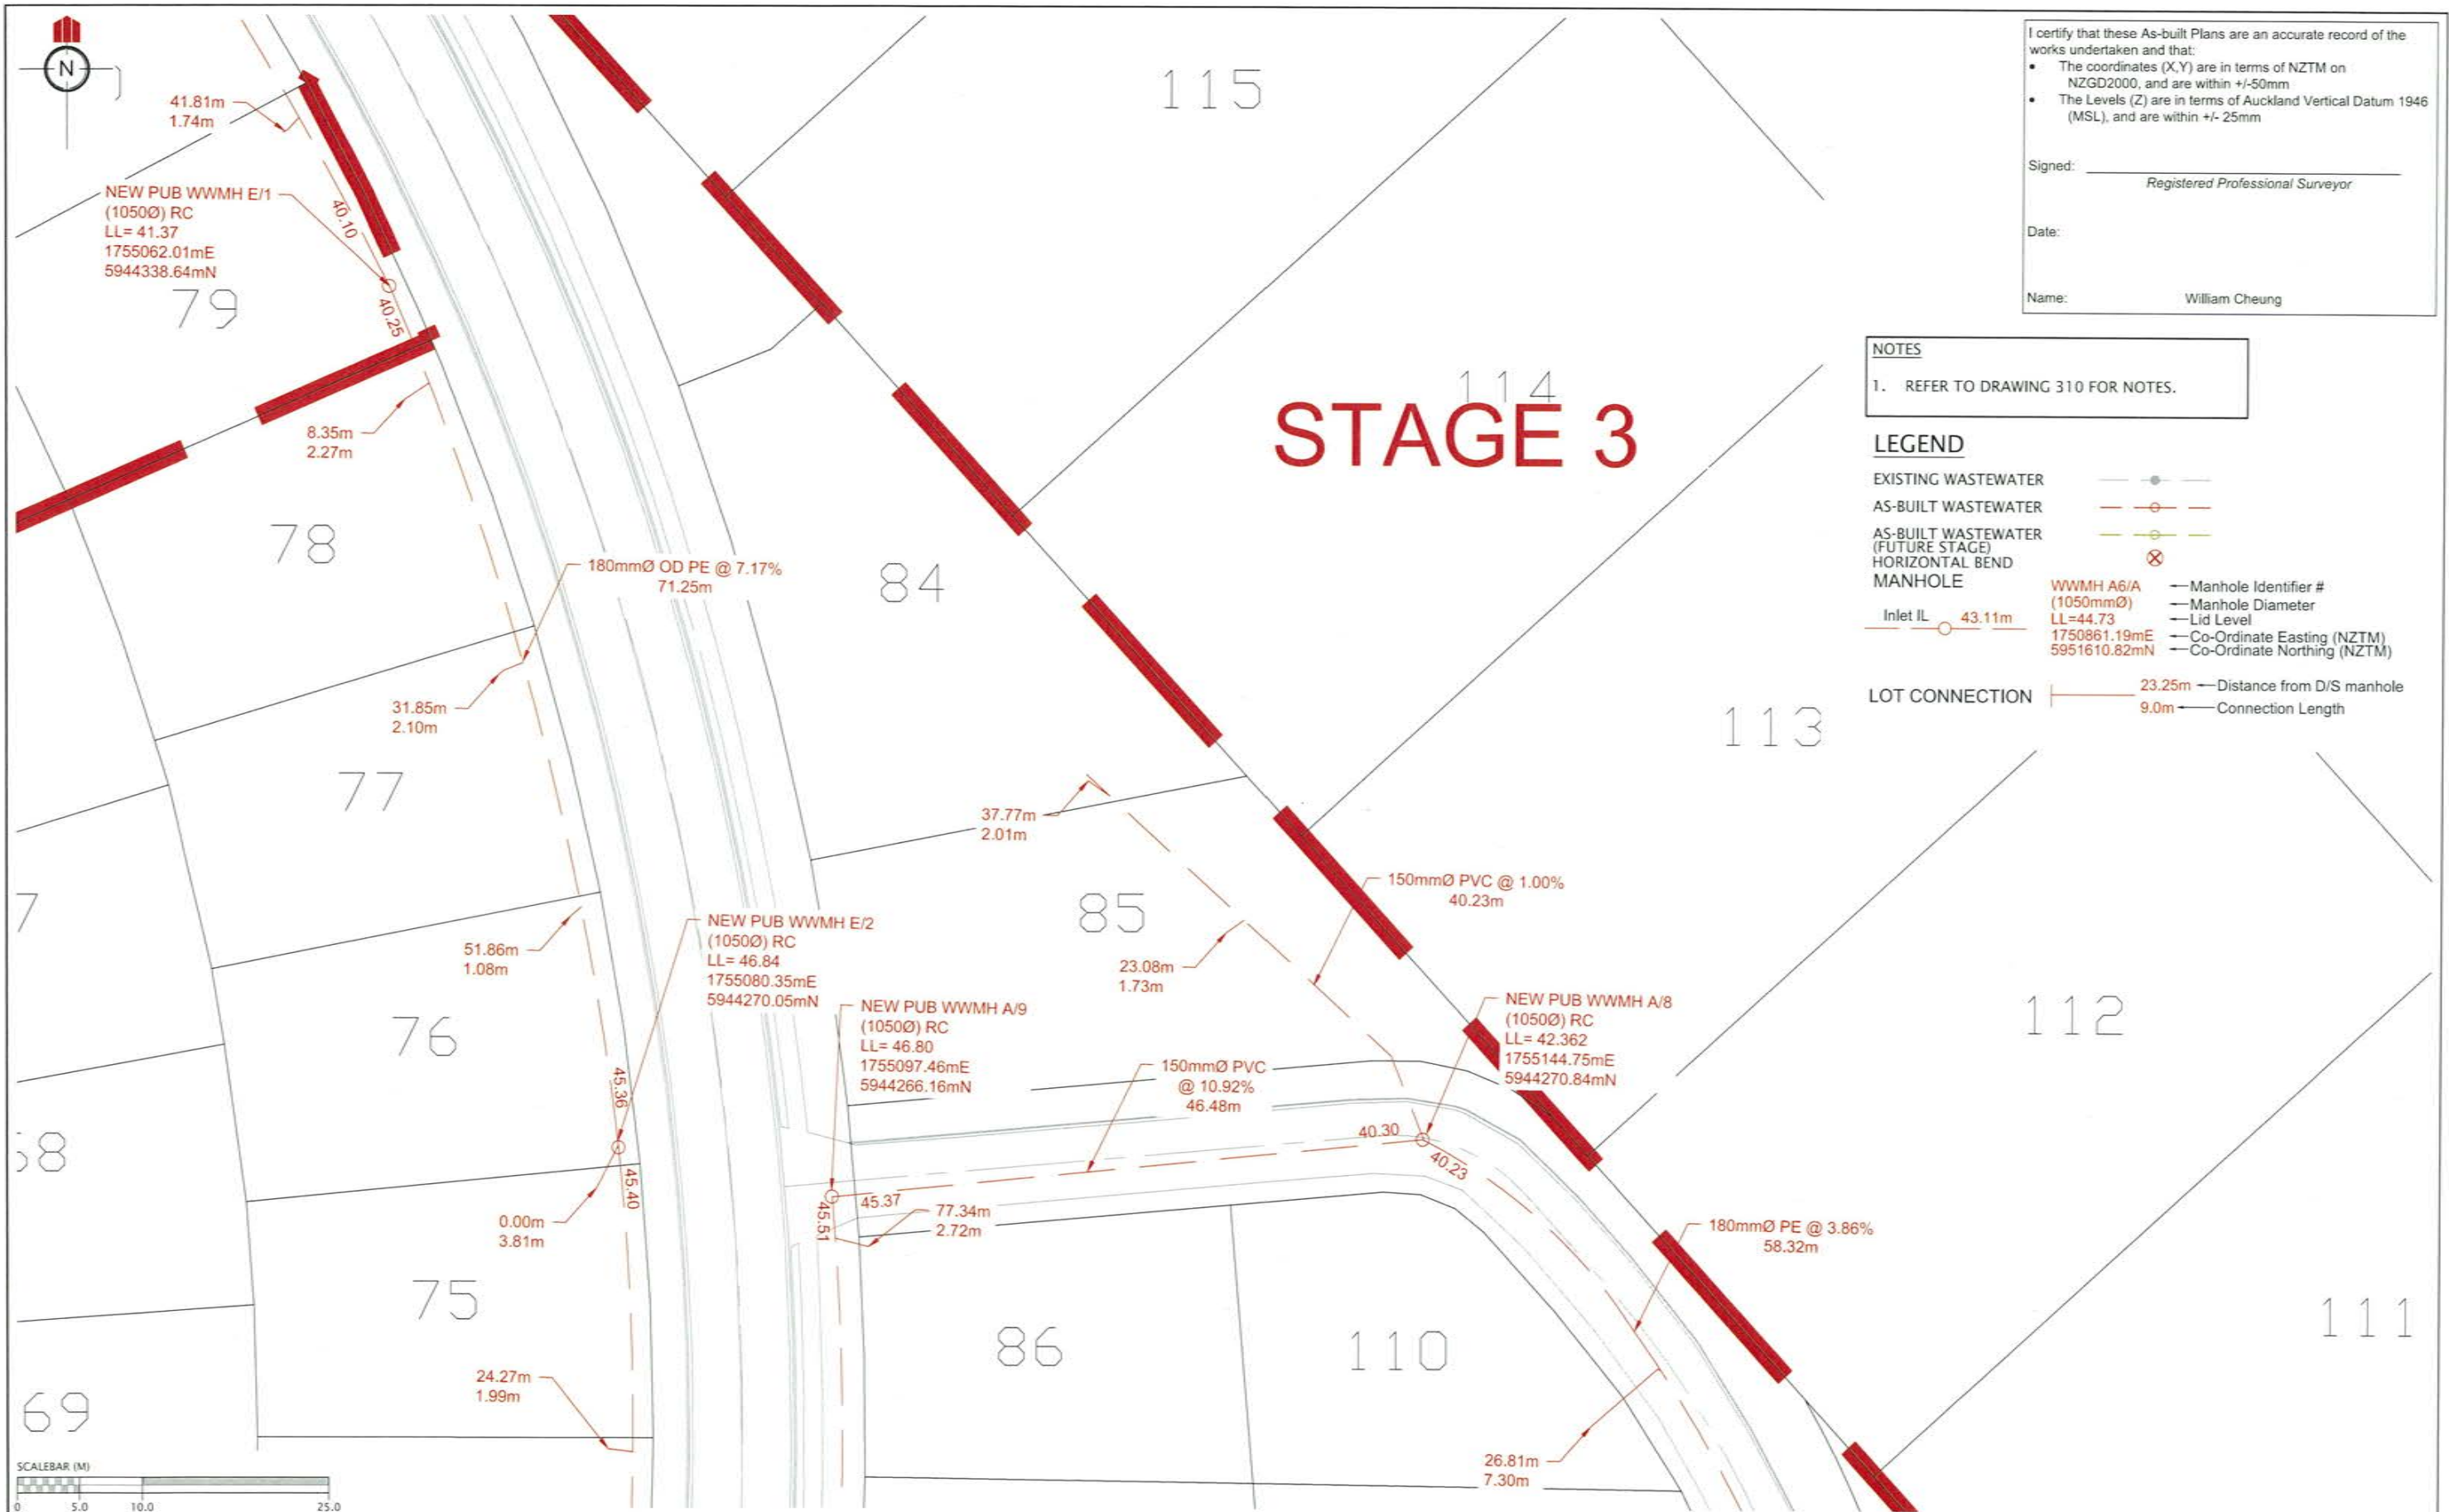 N
41.81m
1.74m
NEW PUB WWMH E/1
(1050Ø) RC
LL= 41.37
1755062.01mE
5944338.64mN
40.10
40.25
79
8.35m
2.27m
78
180mmØ OD PE @ 7.17%
71.25m
31.85m
2.10m
77
7
51.86m
1.08m
76
NEW PUB WWMH E/2
(1050Ø) RC
LL= 46.84
1755080.35mE
5944270.05mN
45.36
45.40
0.00m
3.81m
75
24.27m
1.99m
69
115
114
STAGE 3
84
113
37.77m
2.01m
150mmØ PVC @ 1.00%
40.23m
85
23.08m
1.73m
NEW PUB WWMH A/9
(1050Ø) RC
LL= 46.80
1755097.46mE
5944266.16mN
150mmØ PVC
@ 10.92%
46.48m
NEW PUB WWMH A/8
(1050Ø) RC
LL= 42.362
1755144.75mE
5944270.84mN
112
40.30
40.23
45.37
45.51
77.34m
2.72m
180mmØ PE @ 3.86%
58.32m
86
110
111
26.81m
7.30m
SCALEBAR (M)
0 5.0 10.0 25.0
I certify that these As-built Plans are an accurate record of the
works undertaken and that:
• The coordinates (X,Y) are in terms of NZTM on
NZGD2000, and are within +/-50mm
• The Levels (Z) are in terms of Auckland Vertical Datum 1946
(MSL), and are within +/- 25mm
Signed:
Registered Professional Surveyor
Date:
Name: William Cheung
NOTES
1. REFER TO DRAWING 310 FOR NOTES.
LEGEND
EXISTING WASTEWATER
AS-BUILT WASTEWATER
AS-BUILT WASTEWATER
(FUTURE STAGE)
HORIZONTAL BEND
MANHOLE
Inlet IL 43.11m
WWMH A6/A Manhole Identifier #
(1050mmØ) Manhole Diameter
LL=44.73 Lid Level
1750861.19mE Co-Ordinate Easting (NZTM)
5951610.82mN Co-Ordinate Northing (NZTM)
LOT CONNECTION
23.25m Distance from D/S manhole
9.0m Connection Length